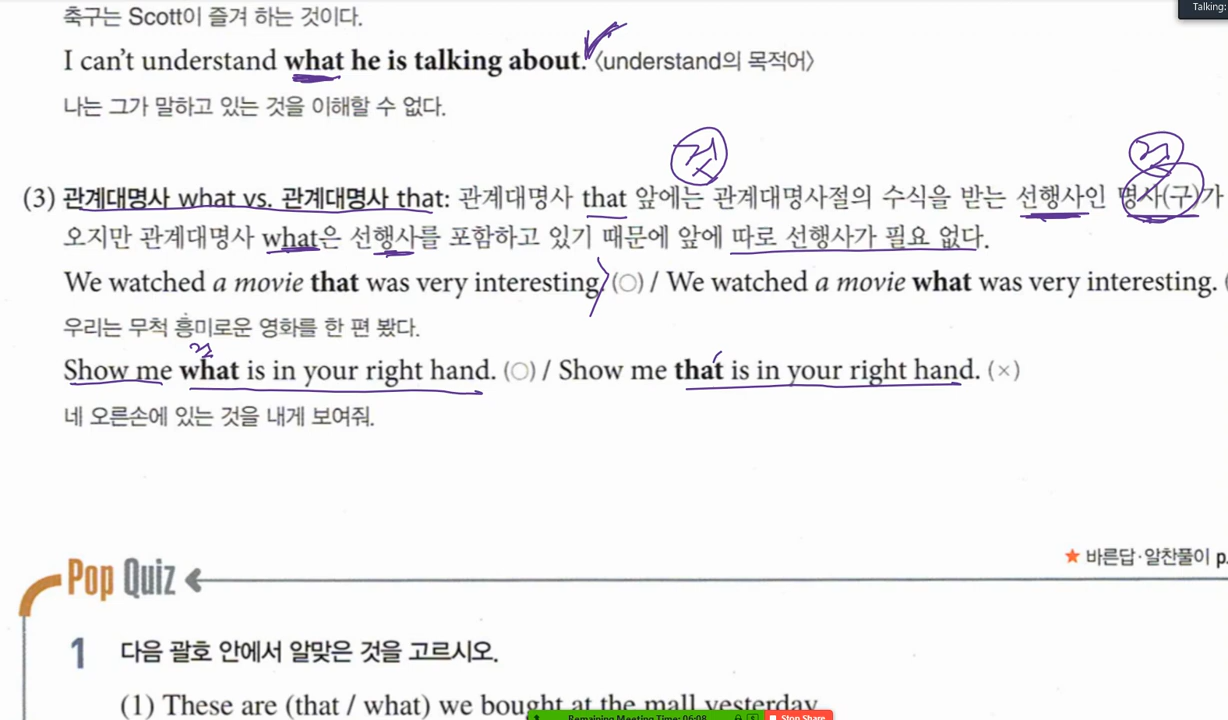 Talking:
축구는 Scott이 즐겨 하는 것이다.
I can't understand what he is talking about. 〈understand의 목적어〉
나는 그가 말하고 있는 것을 이해할 수 없다.
것
것
(3) 관계대명사 what vs. 관계대명사 that: 관계대명사 that 앞에는 관계대명사절의 수식을 받는 선행사인 명사(구)가
오지만 관계대명사 what은 선행사를 포함하고 있기 때문에 앞에 따로 선행사가 필요 없다.
We watched a movie that was very interesting. (○) / We watched a movie what was very interesting. (
우리는 무척 흥미로운 영화를 한 편 봤다.
것
Show me what is in your right hand. (○) / Show me that is in your right hand. (×)
네 오른손에 있는 것을 내게 보여줘.
★ 바른답·알찬풀이 p.
Pop Quiz
1 다음 괄호 안에서 알맞은 것을 고르시오.
(1) These are (that / what) we bought at the mall yesterday.
Remaining Meeting Time: 06:08 Stop Share